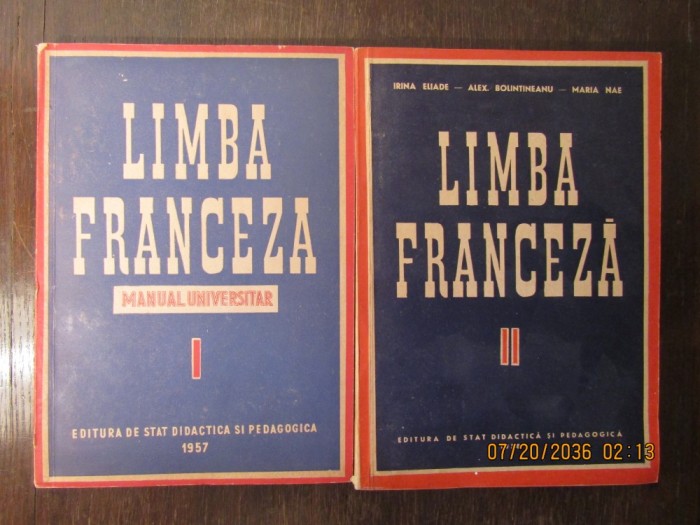 LIMBA
FRANCEZA
MANUAL UNIVERSITAR
I
EDITURA DE STAT DIDACTICA SI PEDAGOGICA
1957
IRINA ELIADE — ALEX. BOLINTINEANU — MARIA NAE
LIMBA
FRANCEZĂ
II
EDITURA DE STAT DIDACTICĂ ȘI PEDAGOGICĂ
07/20/2036 02:13